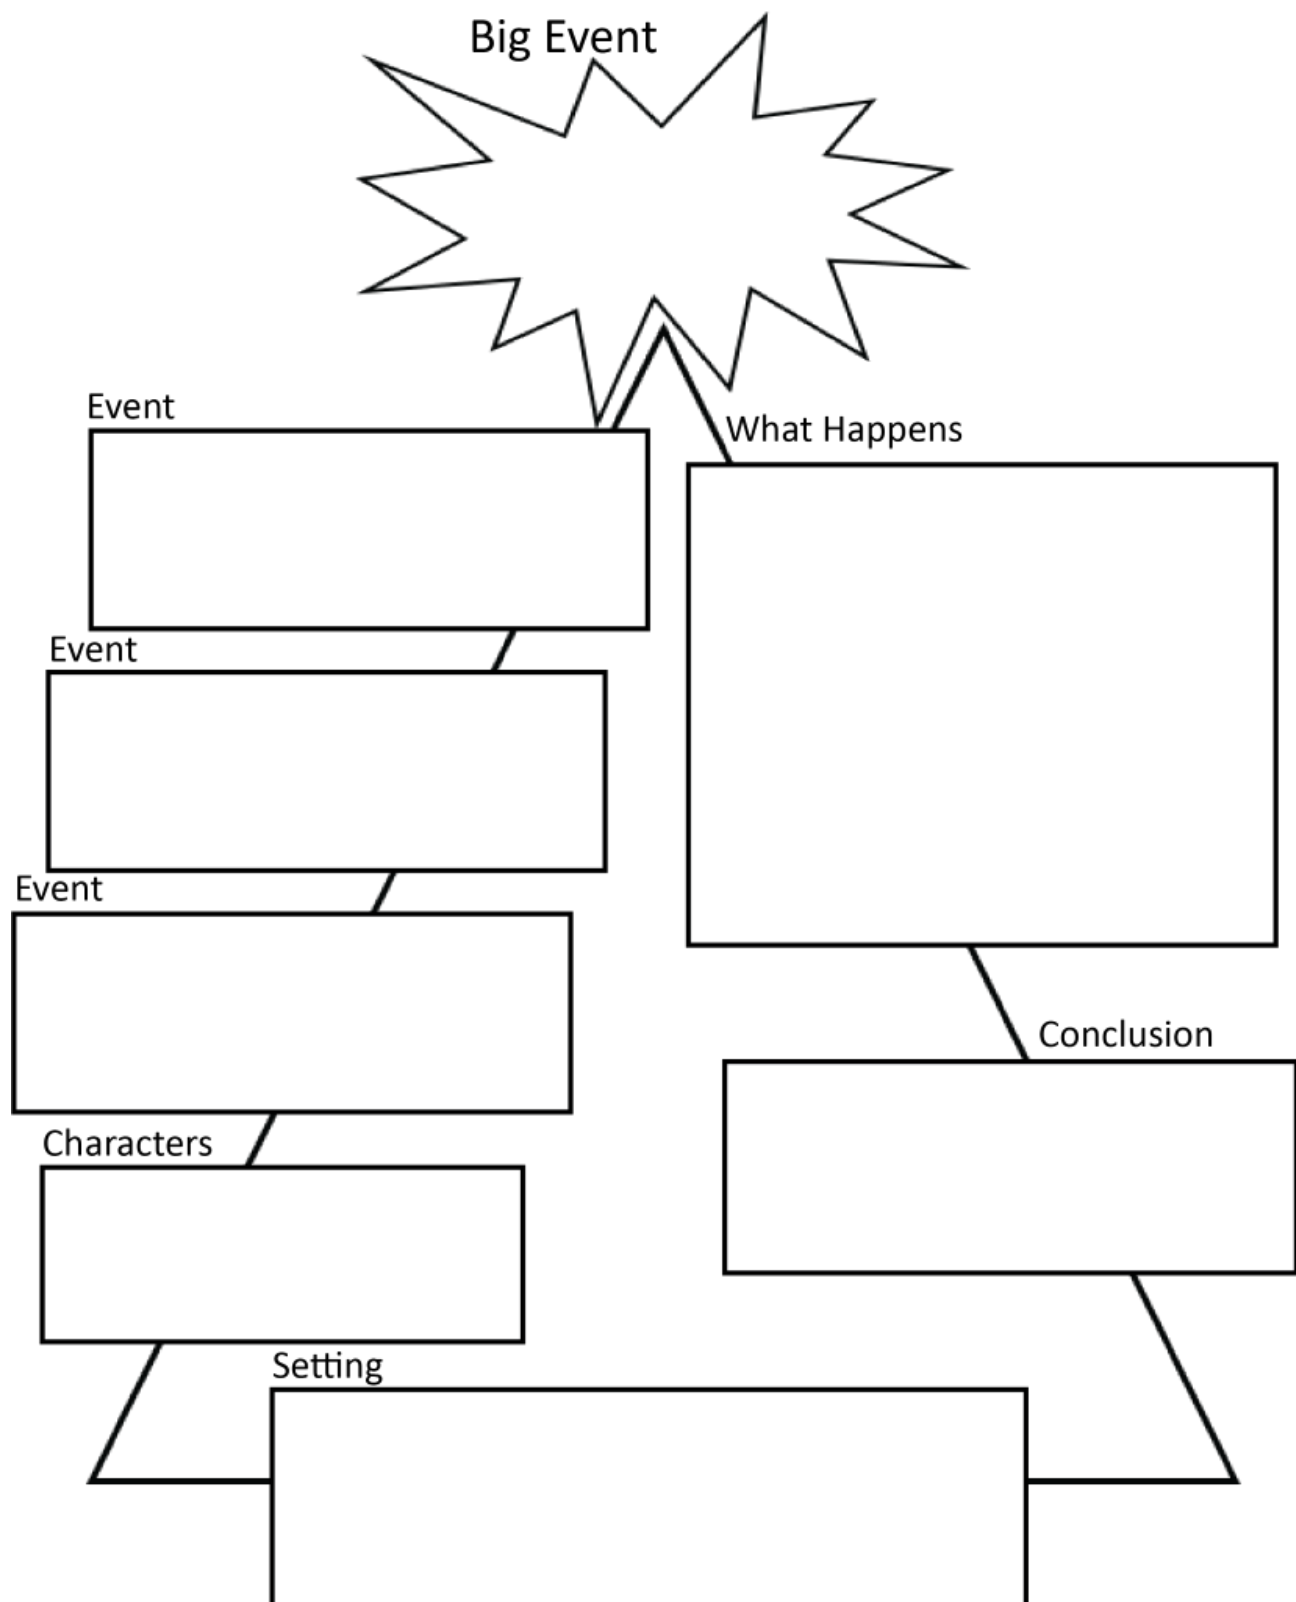 Big Event
Event
What Happens
Event
Event
Conclusion
Characters
Setting